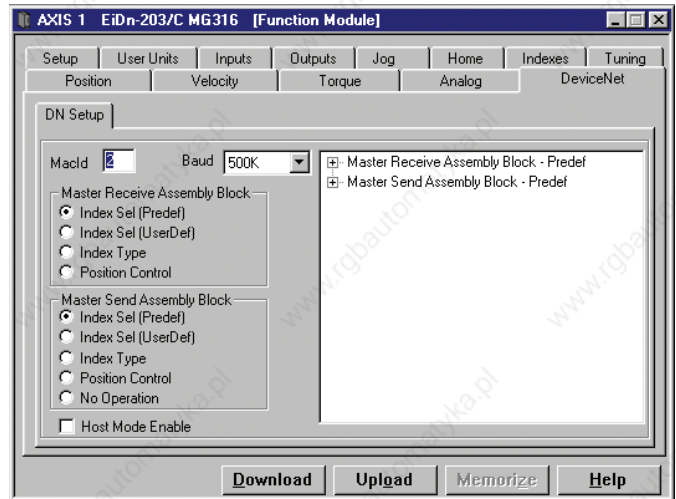 AXIS 1 EiDn-203/C MG316 [Function Module]
Setup User Units Inputs Outputs Jog Home Indexes Tuning
Position Velocity Torque Analog DeviceNet
DN Setup
MacId 2 Baud 500K
Master Receive Assembly Block
Index Sel (Predef)
Index Sel (UserDef)
Index Type
Position Control
Master Send Assembly Block
Index Sel (Predef)
Index Sel (UserDef)
Index Type
Position Control
No Operation
Host Mode Enable
Master Receive Assembly Block - Predef
Master Send Assembly Block - Predef
Download Upload Memorize Help
www.rgbautomatyka.pl